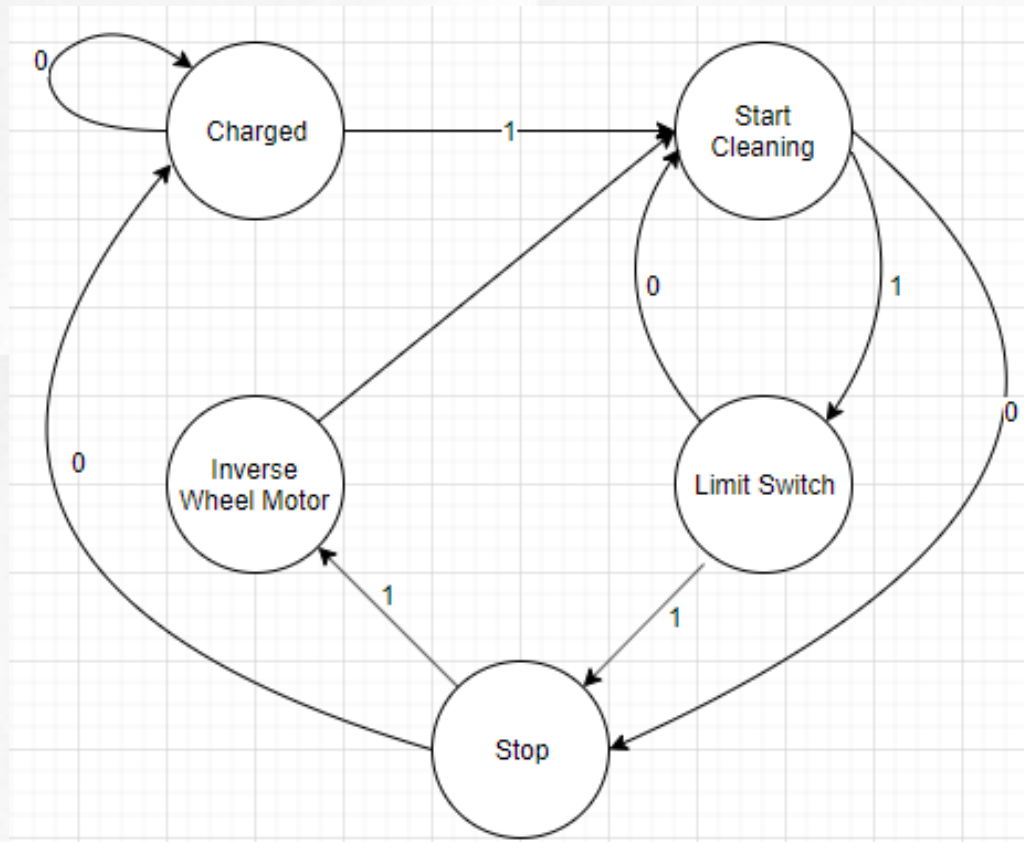 0
Charged
1
Start
Cleaning
0
1
0
Inverse
Wheel Motor
Limit Switch
0
1
1
Stop